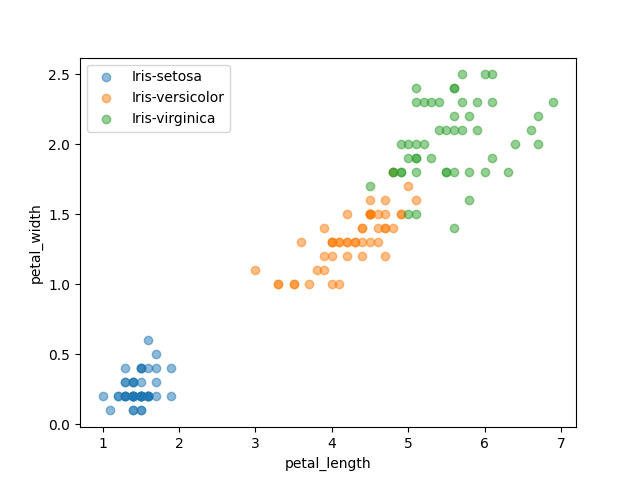 Iris-setosa
Iris-versicolor
Iris-virginica
2.5
2.0
1.5
1.0
0.5
0.0
petal_width
1 2 3 4 5 6 7
petal_length